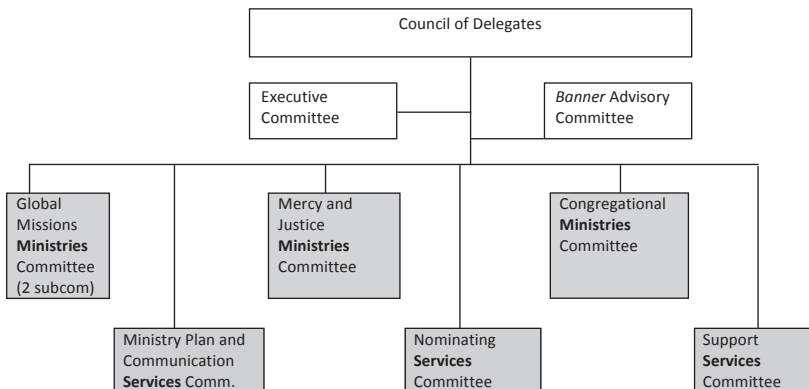 Council of Delegates
Executive
Committee
Banner Advisory
Committee
Global
Missions
Ministries
Committee
(2 subcom)
Mercy and
Justice
Ministries
Committee
Congregational
Ministries
Committee
Ministry Plan and
Communication
Services Comm.
Nominating
Services
Committee
Support
Services
Committee